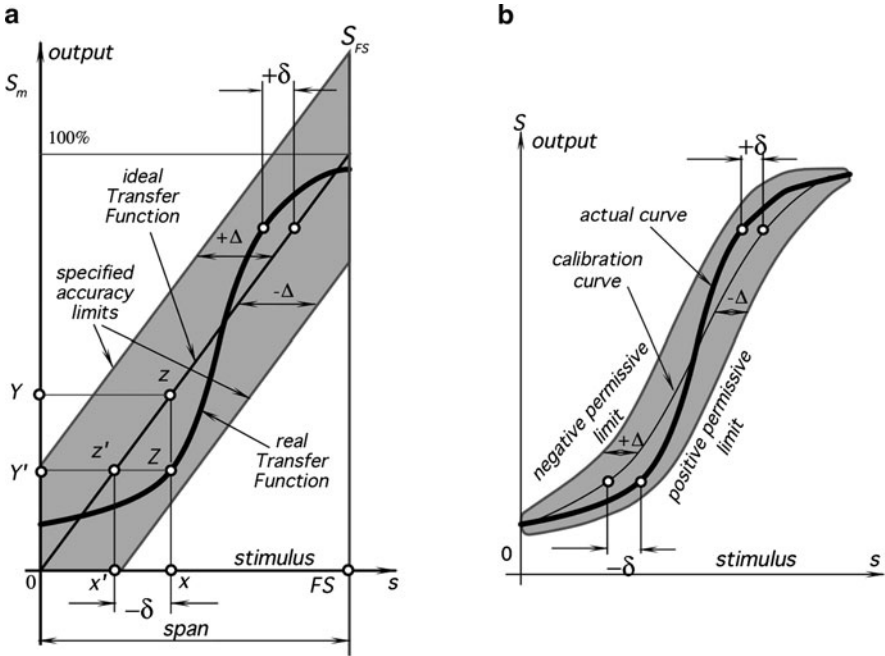 a
output
S_FS
S_m
+δ
100%
ideal
Transfer
Function
+Δ
specified
accuracy
limits
-Δ
Y
z
z'
Z
Y'
real
Transfer
Function
stimulus
0
x'
x
FS
s
−δ
span
b
S
output
+δ
actual curve
calibration
curve
-Δ
negative permissive
limit
+Δ
positive permissive
limit
0
stimulus
s
−δ